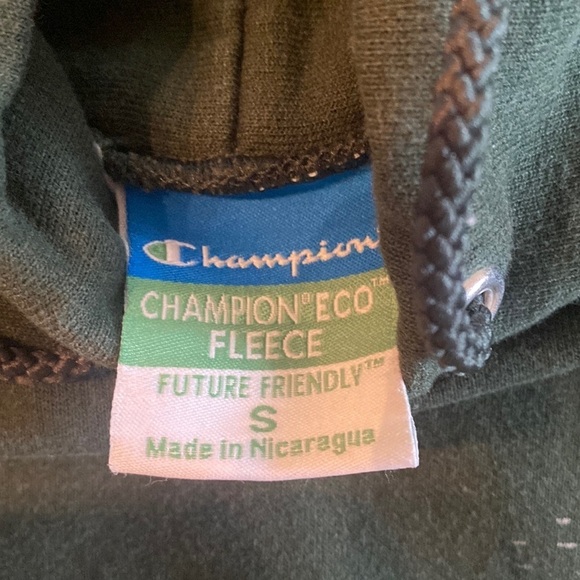 Champion
CHAMPION® ECO™
FLEECE
FUTURE FRIENDLY™
S
Made in Nicaragua